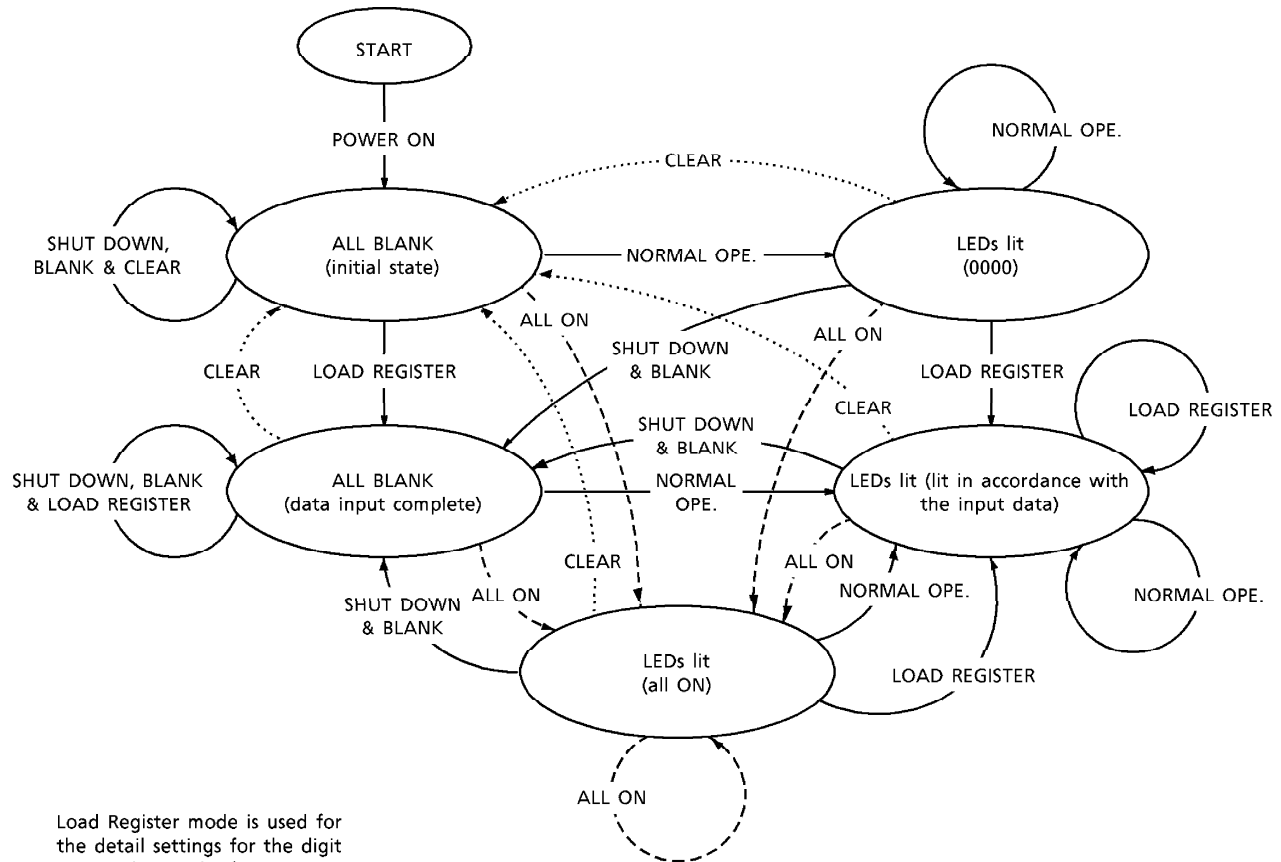 START
POWER ON
CLEAR
NORMAL OPE.
SHUT DOWN,
BLANK & CLEAR
ALL BLANK
(initial state)
NORMAL OPE.
LEDs lit
(0000)
ALL ON
ALL ON
SHUT DOWN
& BLANK
CLEAR
LOAD REGISTER
LOAD REGISTER
CLEAR
LOAD REGISTER
SHUT DOWN
& BLANK
SHUT DOWN, BLANK
& LOAD REGISTER
ALL BLANK
(data input complete)
NORMAL
OPE.
LEDs lit (lit in accordance with
the input data)
CLEAR
ALL ON
ALL ON
NORMAL OPE.
NORMAL OPE.
SHUT DOWN
& BLANK
LEDs lit
(all ON)
LOAD REGISTER
ALL ON
Load Register mode is used for
the detail settings for the digit